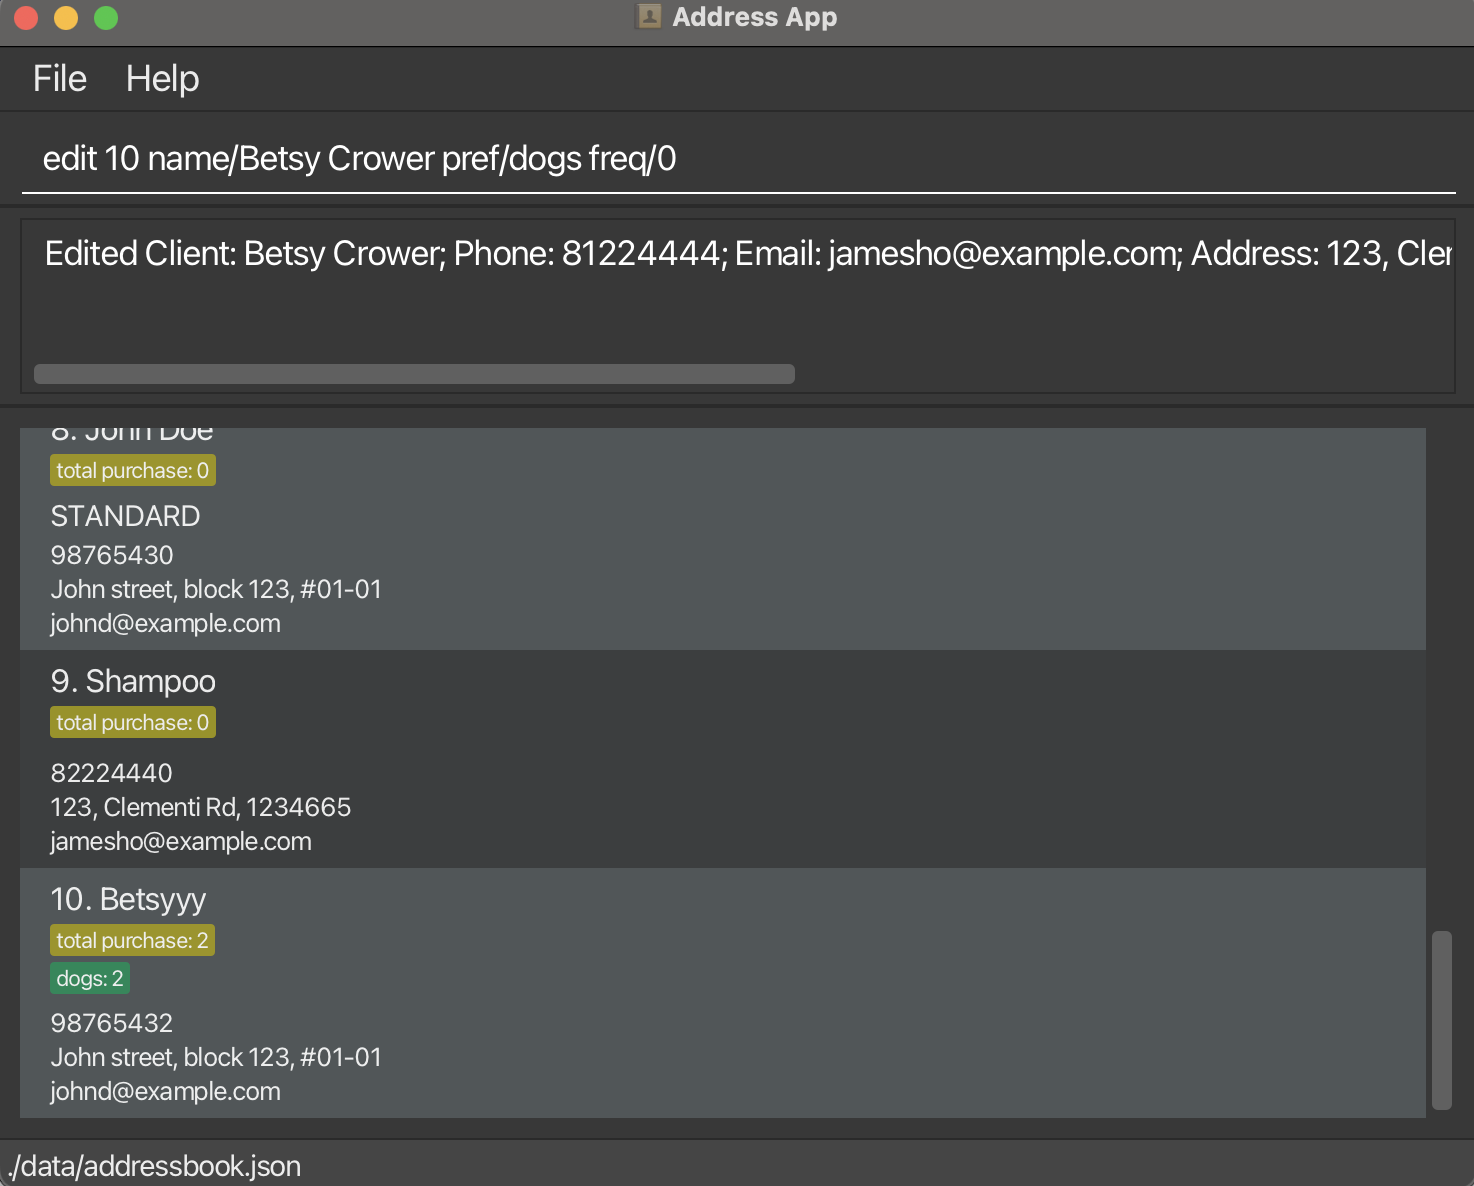 Address App
File Help
edit 10 name/Betsy Crower pref/dogs freq/0
Edited Client: Betsy Crower; Phone: 81224444; Email: jamesho@example.com; Address: 123, Cler
8. John Doe
total purchase: 0
STANDARD
98765430
John street, block 123, #01-01
johnd@example.com
9. Shampoo
total purchase: 0
82224440
123, Clementi Rd, 1234665
jamesho@example.com
10. Betsyyy
total purchase: 2
dogs: 2
98765432
John street, block 123, #01-01
johnd@example.com
./data/addressbook.json